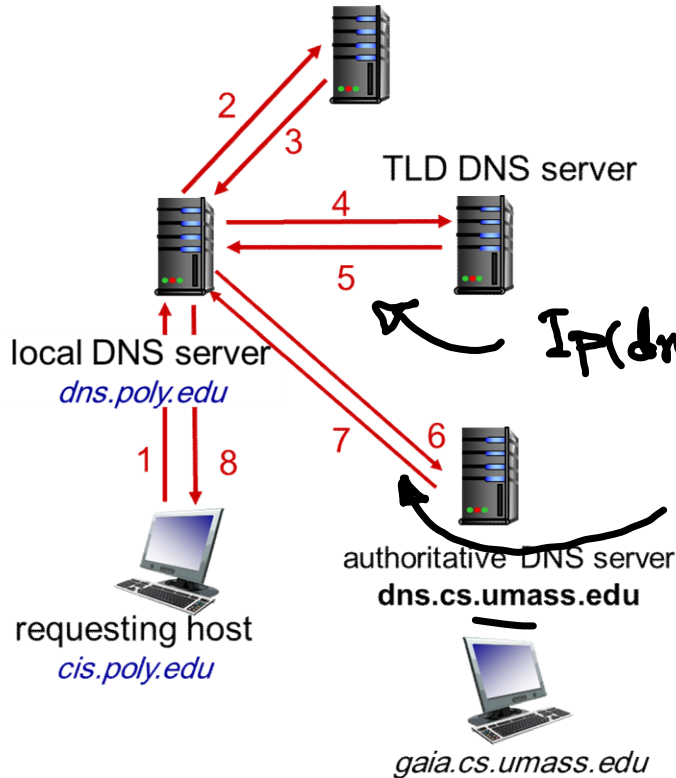 2
3
TLD DNS server
4
5
local DNS server
dns.poly.edu
Ip(
1
8
7
6
authoritative DNS server
dns.cs.umass.edu
requesting host
cis.poly.edu
gaia.cs.umass.edu